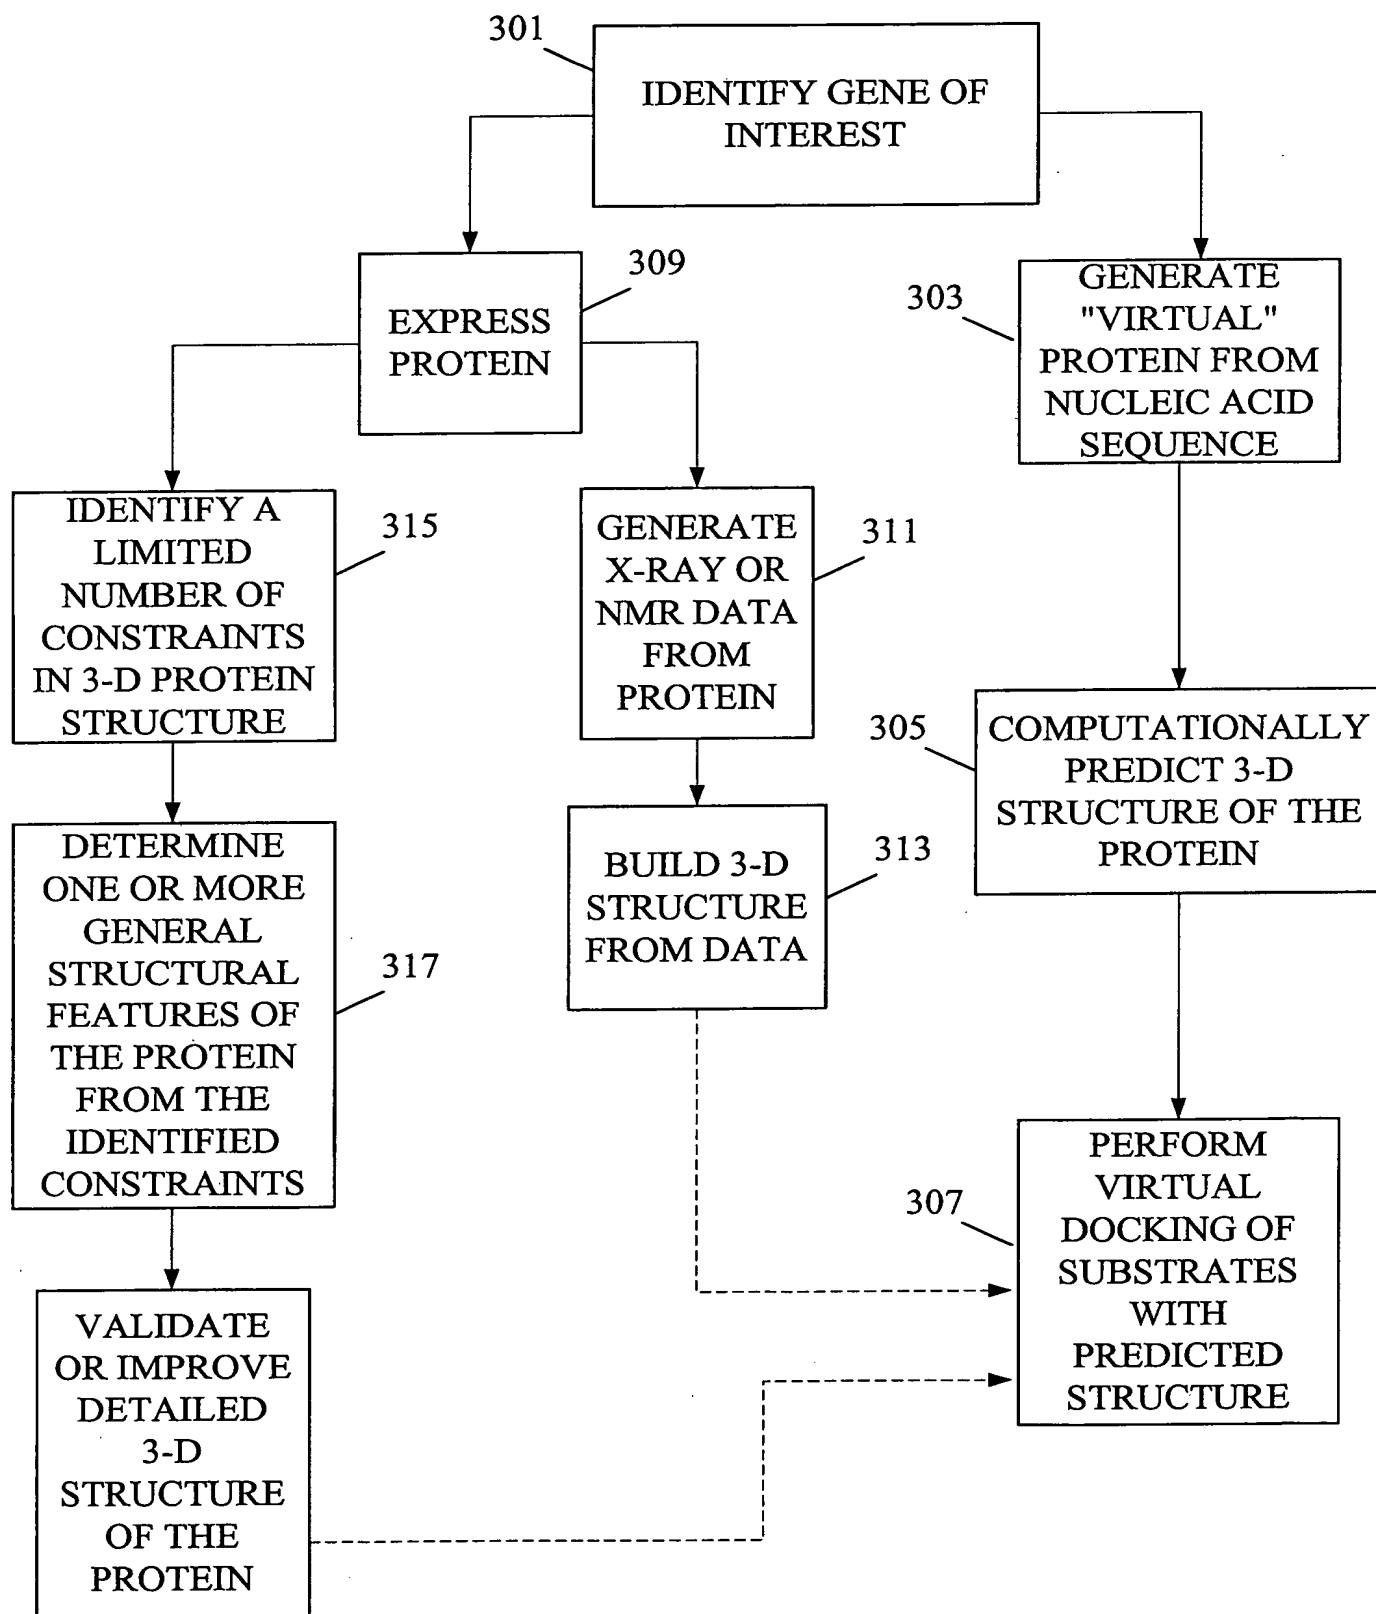 301
IDENTIFY GENE OF
INTEREST
309
EXPRESS
PROTEIN
303
GENERATE
"VIRTUAL"
PROTEIN FROM
NUCLEIC ACID
SEQUENCE
315
IDENTIFY A
LIMITED
NUMBER OF
CONSTRAINTS
IN 3-D PROTEIN
STRUCTURE
311
GENERATE
X-RAY OR
NMR DATA
FROM
PROTEIN
305
COMPUTATIONALLY
PREDICT 3-D
STRUCTURE OF THE
PROTEIN
313
BUILD 3-D
STRUCTURE
FROM DATA
317
DETERMINE
ONE OR MORE
GENERAL
STRUCTURAL
FEATURES OF
THE PROTEIN
FROM THE
IDENTIFIED
CONSTRAINTS
307
PERFORM
VIRTUAL
DOCKING OF
SUBSTRATES
WITH
PREDICTED
STRUCTURE
VALIDATE
OR IMPROVE
DETAILED
3-D
STRUCTURE
OF THE
PROTEIN